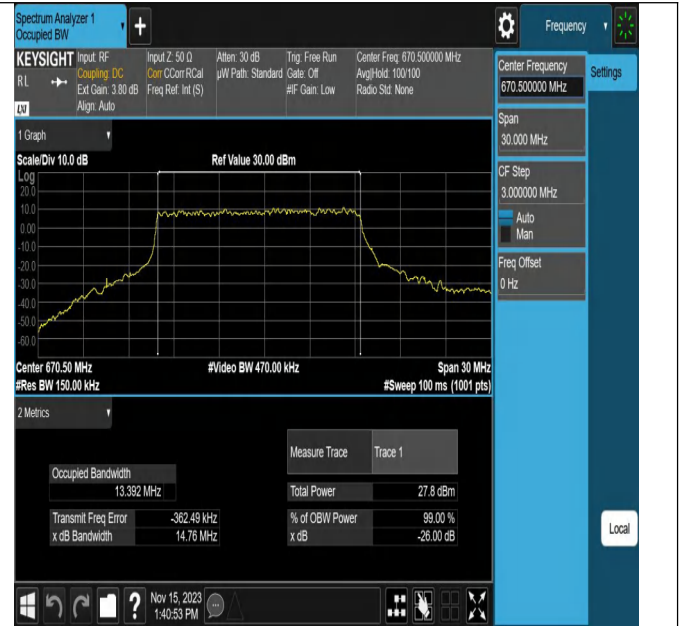 Spectrum Analyzer 1
Occupied BW
Frequency
KEYSIGHT
RL
LXI
Input: RF
Coupling: DC
Ext Gain: 3.80 dB
Align: Auto
Input Z: 50 Ω
Corr CCorr RCal
Freq Ref: Int (S)
Atten: 30 dB
µW Path: Standard
Trig: Free Run
Gate: Off
#IF Gain: Low
Center Freq: 670.500000 MHz
Avg|Hold: 100/100
Radio Std: None
Center Frequency
670.500000 MHz
Settings
Span
30.000 MHz
CF Step
3.000000 MHz
Auto
Man
Freq Offset
0 Hz
Local
1 Graph
Scale/Div 10.0 dB
Ref Value 30.00 dBm
Log
20.0
10.0
0.00
-10.0
-20.0
-30.0
-40.0
-50.0
-60.0
Center 670.50 MHz
#Video BW 470.00 kHz
Span 30 MHz
#Res BW 150.00 kHz
#Sweep 100 ms (1001 pts)
2 Metrics
Measure Trace
Trace 1
Occupied Bandwidth
13.392 MHz
Total Power
27.8 dBm
Transmit Freq Error
-362.49 kHz
% of OBW Power
99.00 %
x dB Bandwidth
14.76 MHz
x dB
-26.00 dB
?
Nov 15, 2023
1:40:53 PM